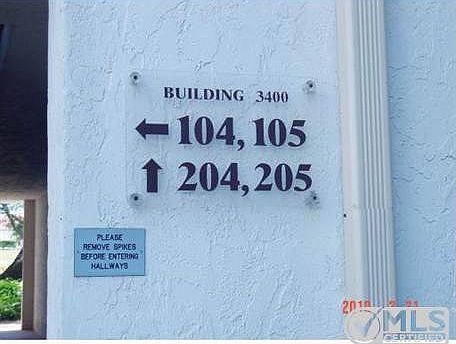 BUILDING 3400
← 104, 105
↑ 204, 205
PLEASE
REMOVE SPIKES
BEFORE ENTERING
HALLWAYS
MLS
CERTIFIED